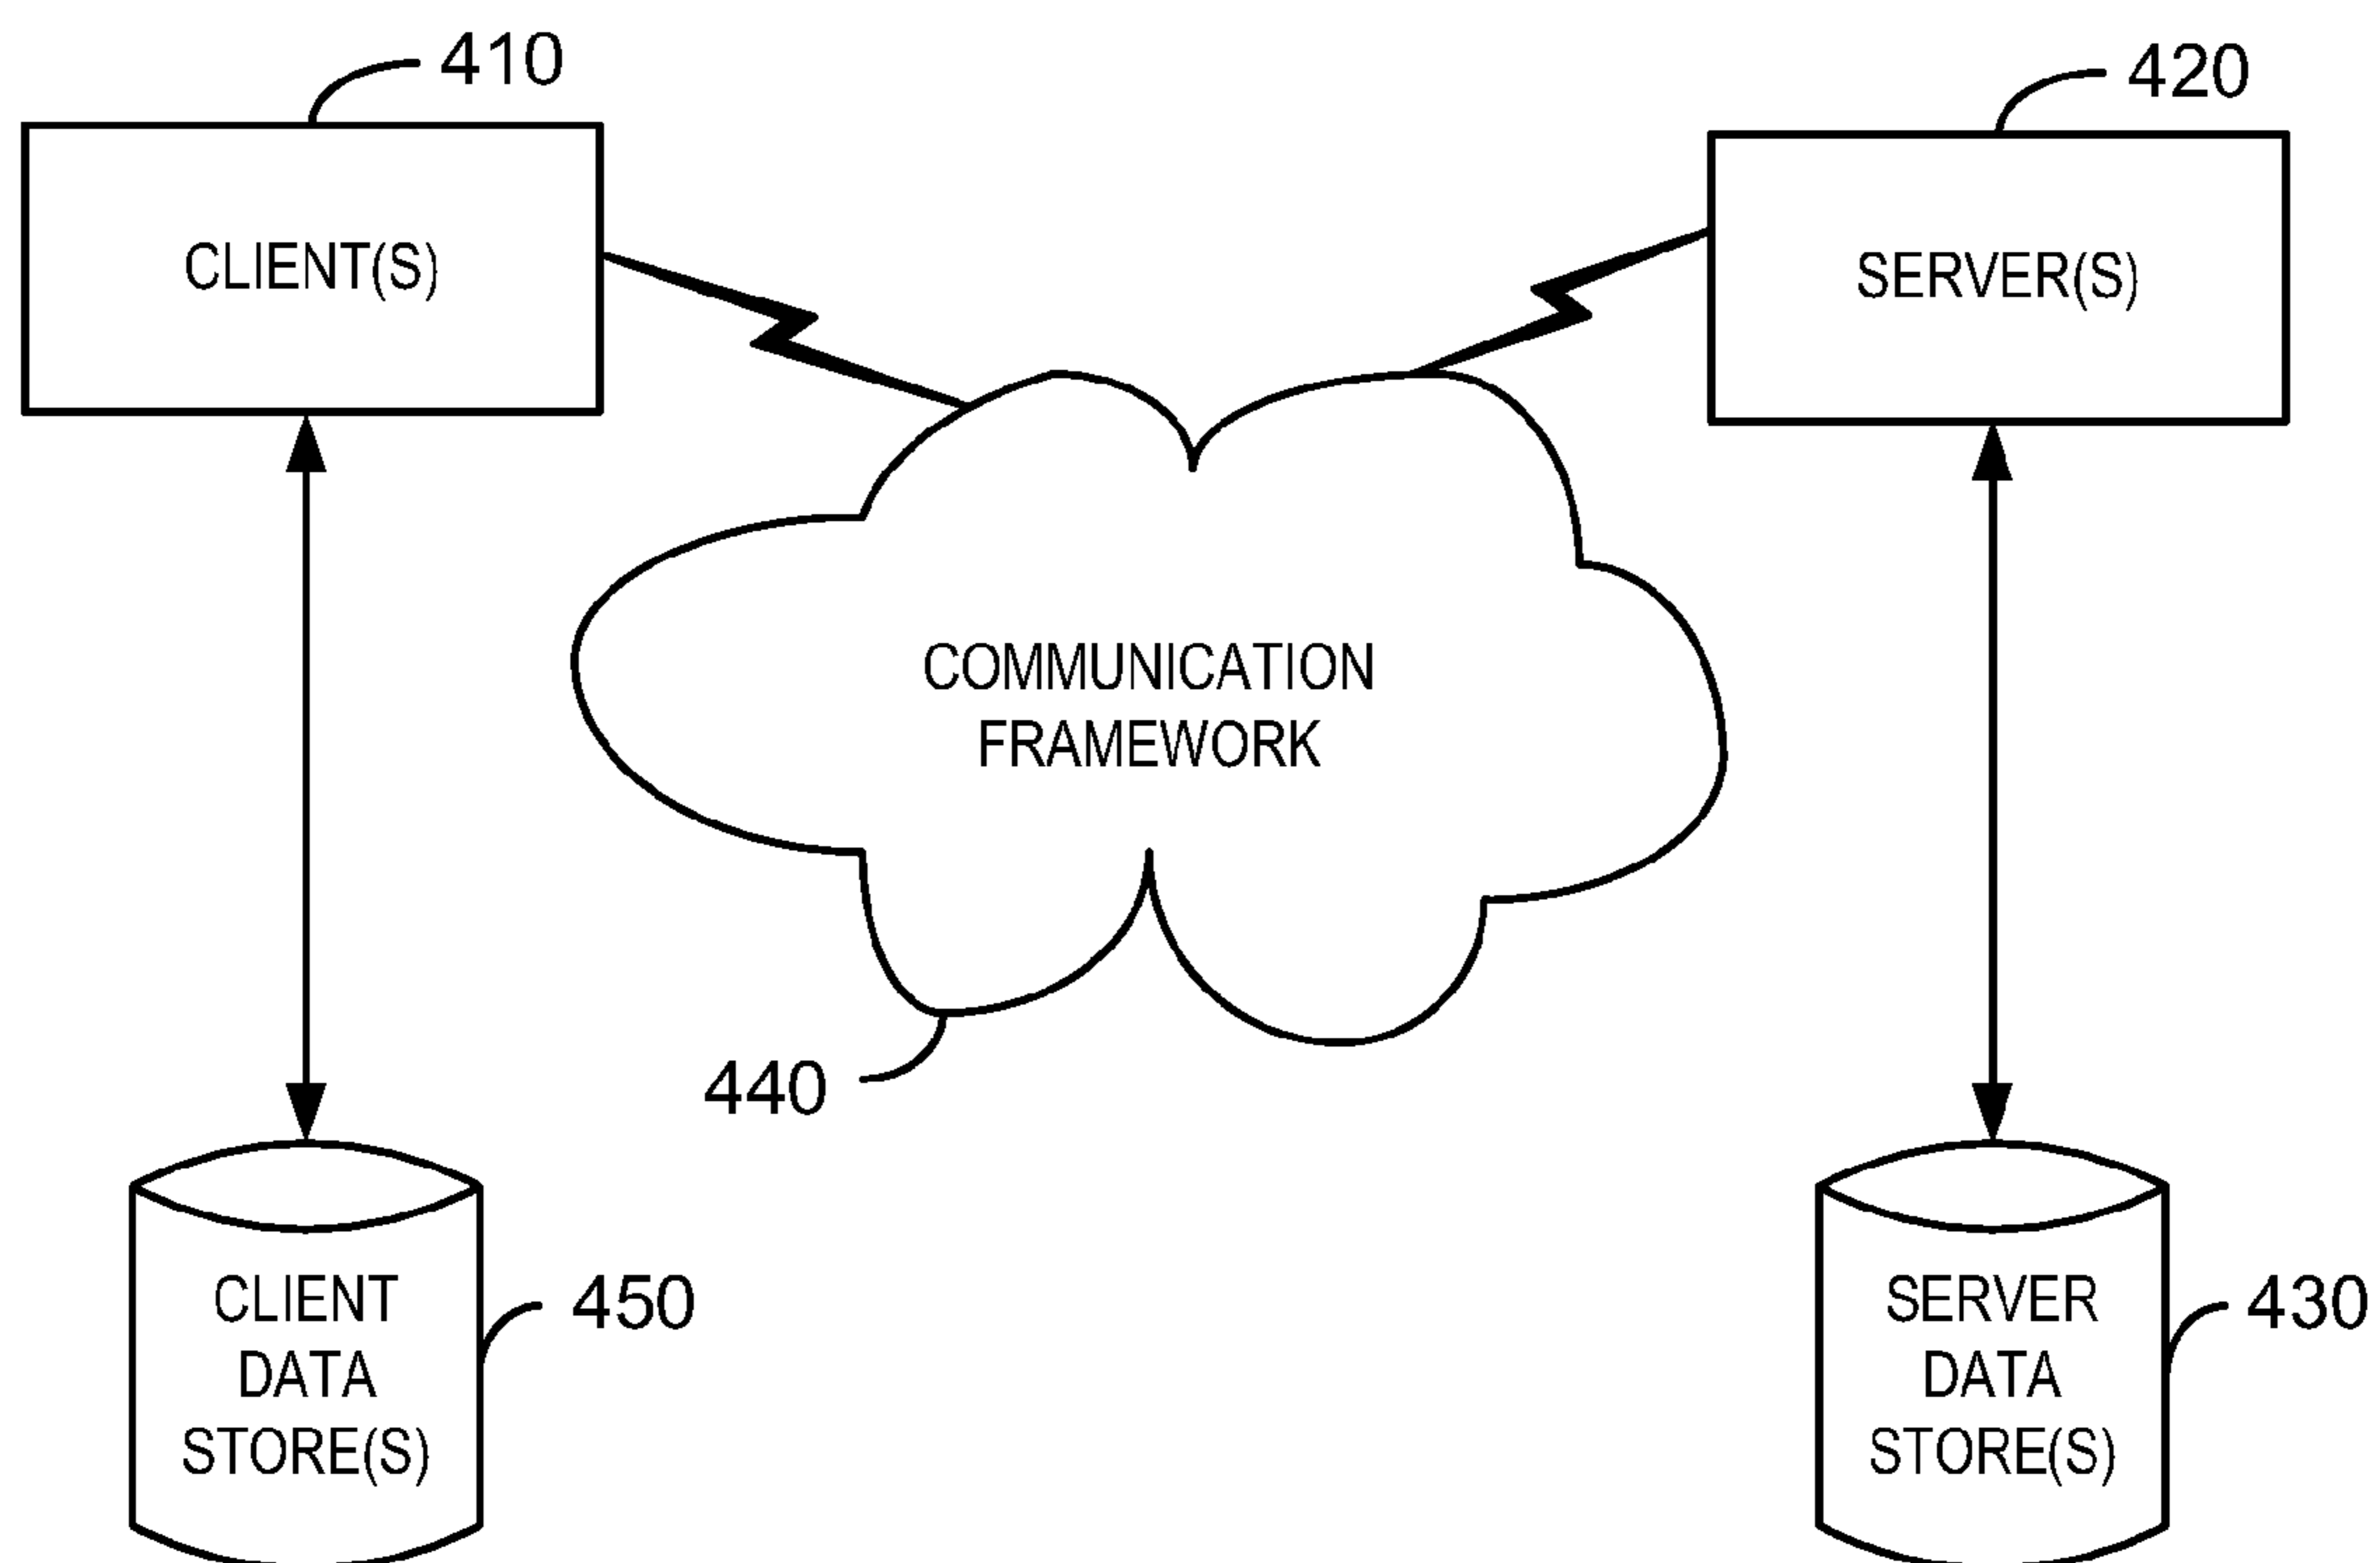 410
420
CLIENT(S)
SERVER(S)
COMMUNICATION
FRAMEWORK
440
CLIENT
DATA
STORE(S)
450
SERVER
DATA
STORE(S)
430